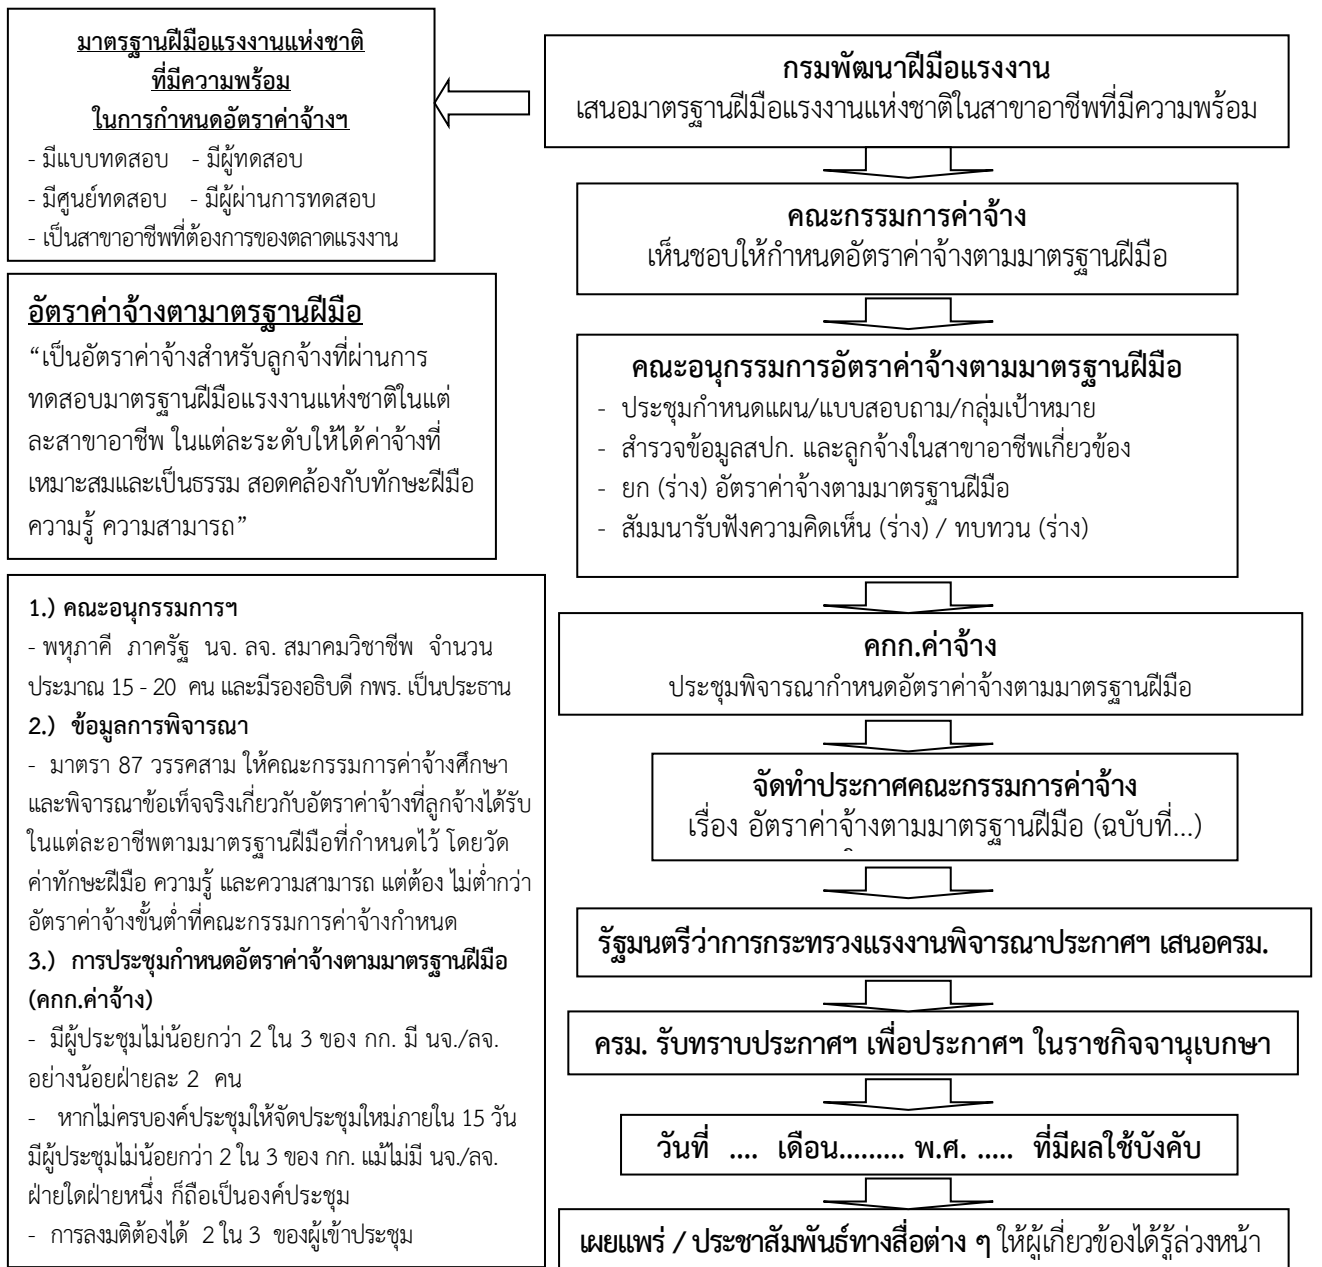 มาตรฐานฝีมือแรงงานแห่งชาติ
ที่มีความพร้อม
ในการกำหนดอัตราค่าจ้างฯ
- มีแบบทดสอบ - มีผู้ทดสอบ
- มีศูนย์ทดสอบ - มีผู้ผ่านการทดสอบ
- เป็นสาขาอาชีพที่ต้องการของตลาดแรงงาน
อัตราค่าจ้างตามาตรฐานฝีมือ
“เป็นอัตราค่าจ้างสำหรับลูกจ้างที่ผ่านการ
ทดสอบมาตรฐานฝีมือแรงงานแห่งชาติในแต่
ละสาขาอาชีพ ในแต่ละระดับให้ได้ค่าจ้างที่
เหมาะสมและเป็นธรรม สอดคล้องกับทักษะฝีมือ
ความรู้ ความสามารถ”
1.) คณะอนุกรรมการฯ
- พหุภาคี ภาครัฐ นจ. ลจ. สมาคมวิชาชีพ จำนวน
ประมาณ 15 - 20 คน และมีรองอธิบดี กพร. เป็นประธาน
2.) ข้อมูลการพิจารณา
- มาตรา 87 วรรคสาม ให้คณะกรรมการค่าจ้างศึกษา
และพิจารณาข้อเท็จจริงเกี่ยวกับอัตราค่าจ้างที่ลูกจ้างได้รับ
ในแต่ละอาชีพตามมาตรฐานฝีมือที่กำหนดไว้ โดยวัด
ค่าทักษะฝีมือ ความรู้ และความสามารถ แต่ต้อง ไม่ต่ำกว่า
อัตราค่าจ้างขั้นต่ำที่คณะกรรมการค่าจ้างกำหนด
3.) การประชุมกำหนดอัตราค่าจ้างตามมาตรฐานฝีมือ
(คกก.ค่าจ้าง)
- มีผู้ประชุมไม่น้อยกว่า 2 ใน 3 ของ กก. มี นจ./ลจ.
อย่างน้อยฝ่ายละ 2 คน
- หากไม่ครบองค์ประชุมให้จัดประชุมใหม่ภายใน 15 วัน
มีผู้ประชุมไม่น้อยกว่า 2 ใน 3 ของ กก. แม้ไม่มี นจ./ลจ.
ฝ่ายใดฝ่ายหนึ่ง ก็ถือเป็นองค์ประชุม
- การลงมติต้องได้ 2 ใน 3 ของผู้เข้าประชุม
กรมพัฒนาฝีมือแรงงาน
เสนอมาตรฐานฝีมือแรงงานแห่งชาติในสาขาอาชีพที่มีความพร้อม
คณะกรรมการค่าจ้าง
เห็นชอบให้กำหนดอัตราค่าจ้างตามมาตรฐานฝีมือ
คณะอนุกรรมการอัตราค่าจ้างตามมาตรฐานฝีมือ
- ประชุมกำหนดแผน/แบบสอบถาม/กลุ่มเป้าหมาย
- สำรวจข้อมูลสปก. และลูกจ้างในสาขาอาชีพเกี่ยวข้อง
- ยก (ร่าง) อัตราค่าจ้างตามมาตรฐานฝีมือ
- สัมมนารับฟังความคิดเห็น (ร่าง) / ทบทวน (ร่าง)
คกก.ค่าจ้าง
ประชุมพิจารณากำหนดอัตราค่าจ้างตามมาตรฐานฝีมือ
จัดทำประกาศคณะกรรมการค่าจ้าง
เรื่อง อัตราค่าจ้างตามมาตรฐานฝีมือ (ฉบับที่...)
รัฐมนตรีว่าการกระทรวงแรงงานพิจารณาประกาศฯ เสนอครม.
ครม. รับทราบประกาศฯ เพื่อประกาศฯ ในราชกิจจานุเบกษา
วันที่ .... เดือน......... พ.ศ. ..... ที่มีผลใช้บังคับ
เผยแพร่ / ประชาสัมพันธ์ทางสื่อต่าง ๆ ให้ผู้เกี่ยวข้องได้รู้ล่วงหน้า